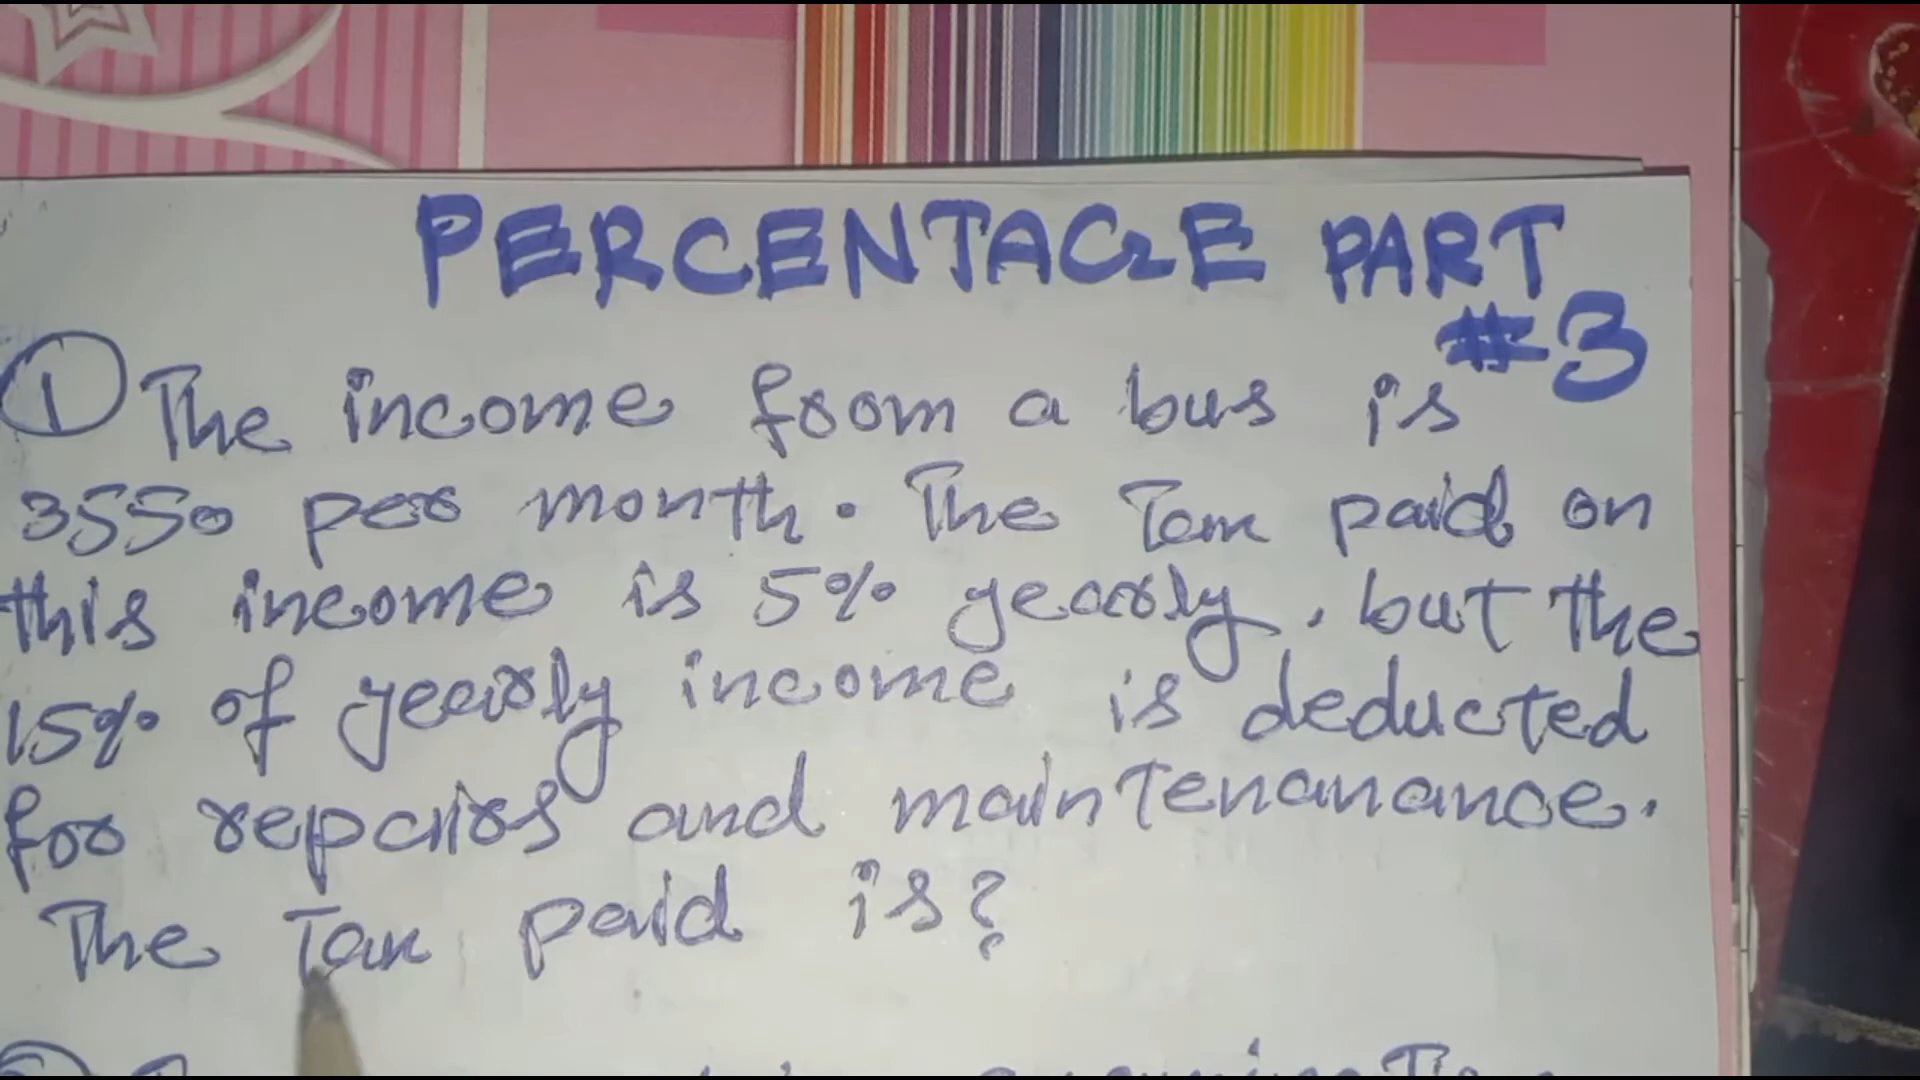 PERCENTAGE PART
#3
① The income from a bus is
3550 per month. The Tax paid on
this income is 5% yearly, but the
15% of yearly income is deducted
for repairs and maintenanance.
The Tax paid is?